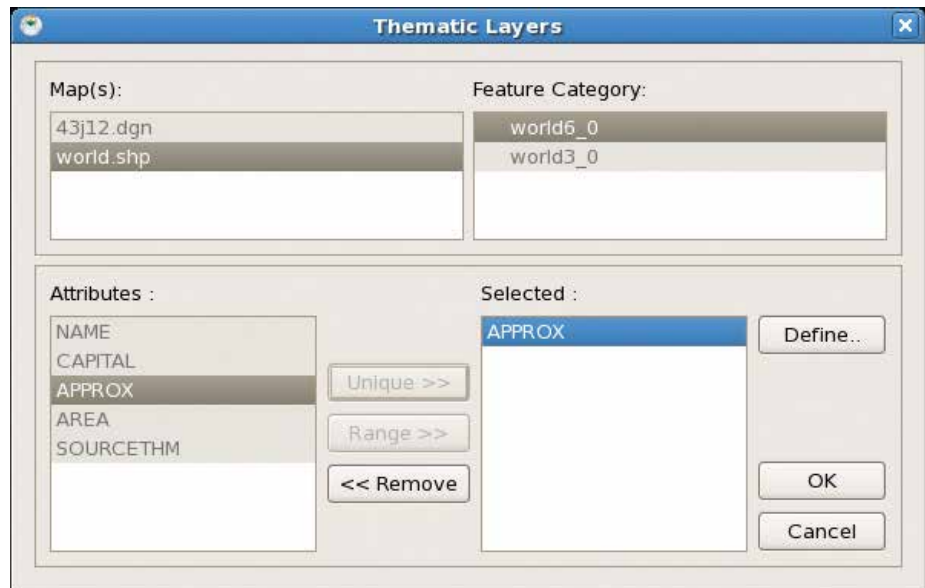 Thematic Layers
Map(s):
43j12.dgn
world.shp
Feature Category:
world6_0
world3_0
Attributes :
NAME
CAPITAL
APPROX
AREA
SOURCETHM
Unique >>
Range >>
<< Remove
Selected :
APPROX
Define..
OK
Cancel